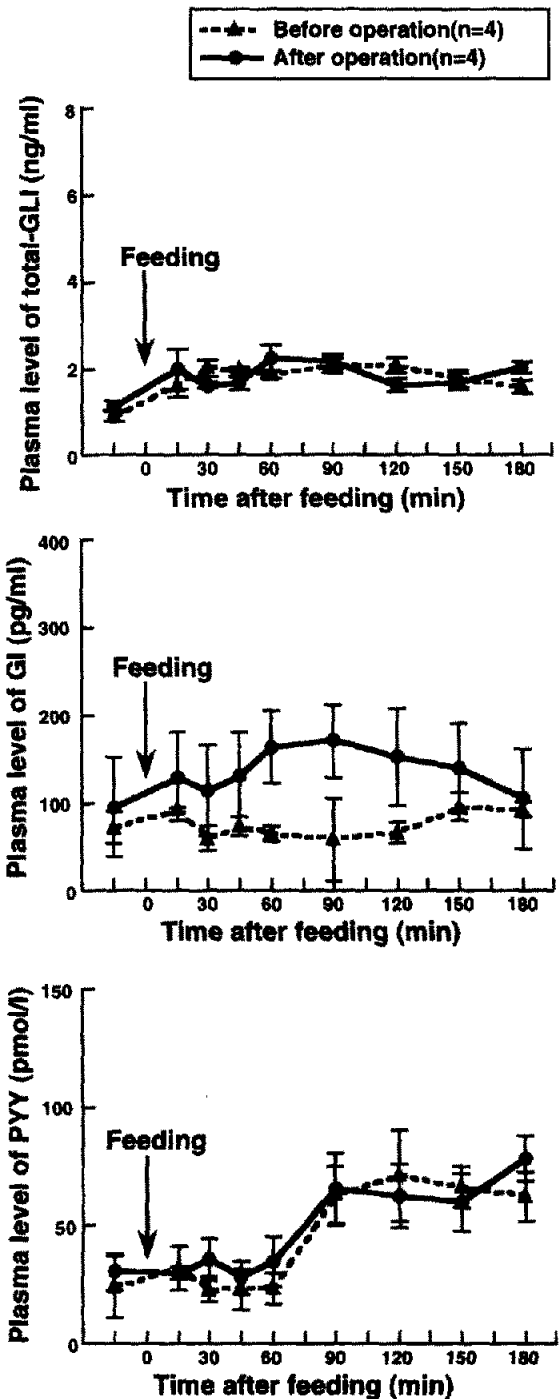 Before operation(n=4)
After operation(n=4)
Plasma level of total-GLI (ng/ml)
8
6
4
2
0
Feeding
0 30 60 90 120 150 180
Time after feeding (min)
Plasma level of GI (pg/ml)
400
300
200
100
0
Feeding
0 30 60 90 120 150 180
Time after feeding (min)
Plasma level of PYY (pmol/l)
150
100
50
0
Feeding
0 30 60 90 120 150 180
Time after feeding (min)